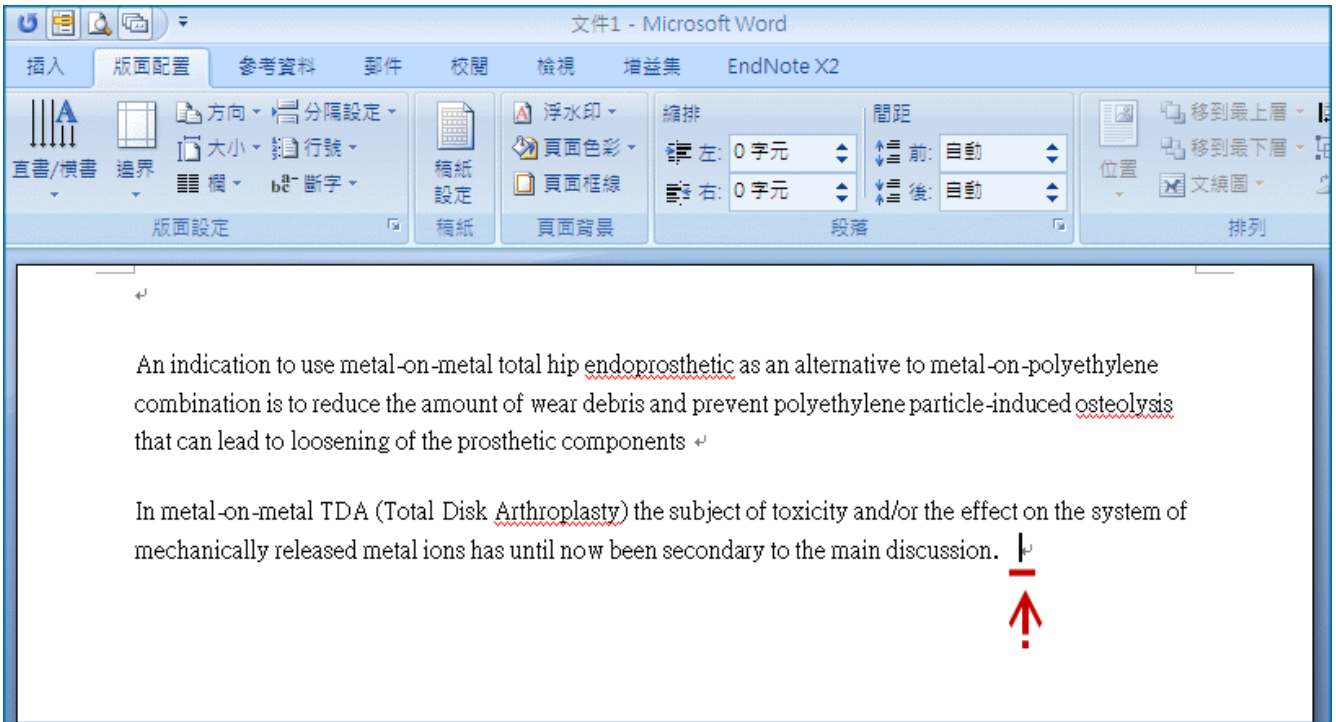 文件1 - Microsoft Word
插入 版面配置 參考資料 郵件 校閱 檢視 增益集 EndNote X2
直書/橫書
邊界
方向
大小
欄
分隔設定
行號
斷字
版面設定
稿紙
設定
稿紙
浮水印
頁面色彩
頁面框線
頁面背景
縮排
左: 0 字元
右: 0 字元
間距
前: 自動
後: 自動
段落
位置
移到最上層
移到最下層
文繞圖
排列
An indication to use metal-on-metal total hip endoprosthetic as an alternative to metal-on-polyethylene
combination is to reduce the amount of wear debris and prevent polyethylene particle-induced osteolysis
that can lead to loosening of the prosthetic components
In metal-on-metal TDA (Total Disk Arthroplasty) the subject of toxicity and/or the effect on the system of
mechanically released metal ions has until now been secondary to the main discussion.